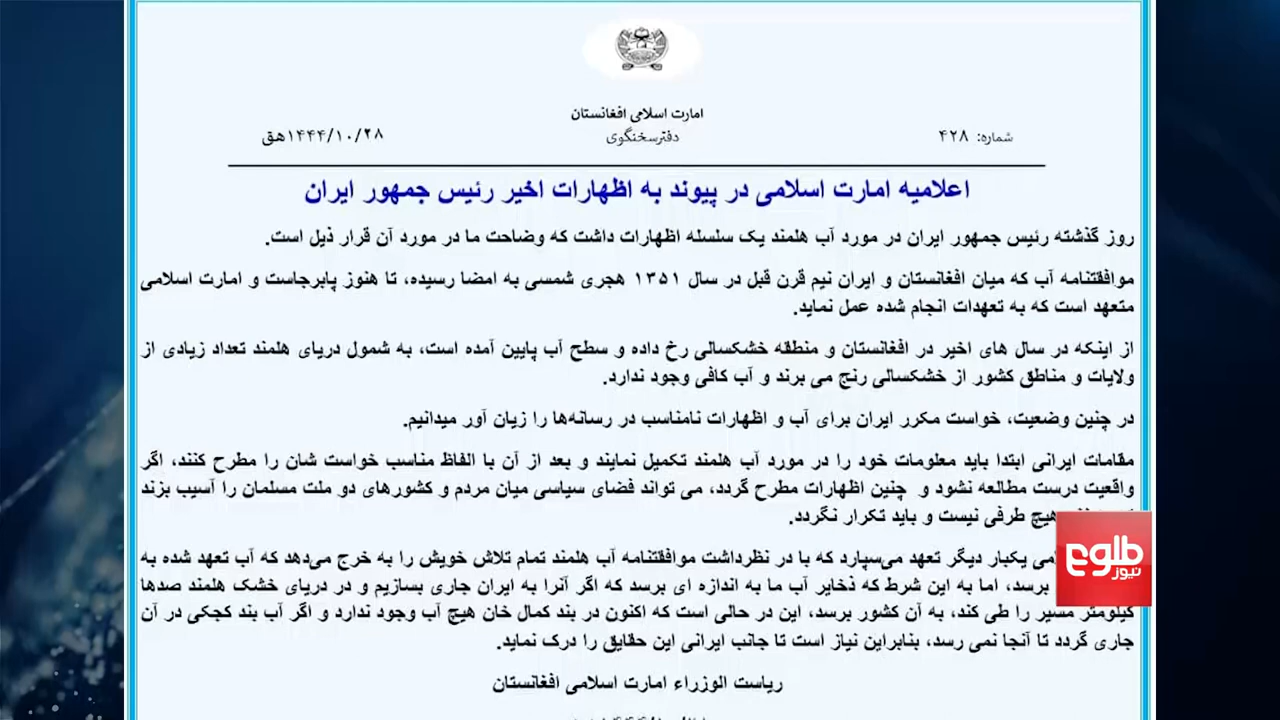 امارت اسلامی افغانستان
شماره: ۴۲۸
دفترسخنگوی
۱۴۴۴/۱۰/۲۸هـق
اعلامیه امارت اسلامی در پیوند به اظهارات اخیر رئیس جمهور ایران
روز گذشته رئیس جمهور ایران در مورد آب هلمند یک سلسله اظهارات داشت که وضاحت ما در مورد آن قرار ذیل است.
موافقتنامه آب که میان افغانستان و ایران نیم قرن قبل در سال ۱۳۵۱ هجری شمسی به امضا رسیده، تا هنوز پابرجاست و امارت اسلامی
متعهد است که به تعهدات انجام شده عمل نماید.
از اینکه در سال های اخیر در افغانستان و منطقه خشکسالی رخ داده و سطح آب پایین آمده است، به شمول دریای هلمند تعداد زیادی از
ولایات و مناطق کشور از خشکسالی رنج می برند و آب کافی وجود ندارد.
در چنین وضعیت، خواست مکرر ایران برای آب و اظهارات نامناسب در رسانه‌ها را زیان آور میدانیم.
مقامات ایرانی ابتدا باید معلومات خود را در مورد آب هلمند تکمیل نمایند و بعد از آن با الفاظ مناسب خواست شان را مطرح کنند، اگر
واقعیت درست مطالعه نشود و چنین اظهارات مطرح گردد، می تواند فضای سیاسی میان مردم و کشورهای دو ملت مسلمان را آسیب بزند
هیچ طرفی نیست و باید تکرار نگردد.
یکبار دیگر تعهد می‌سپارد که با در نظرداشت موافقتنامه آب هلمند تمام تلاش خویش را به خرج می‌دهد که آب تعهد شده به
برسد، اما به این شرط که ذخایر آب ما به اندازه ای برسد که اگر آنرا به ایران جاری بسازیم و در دریای خشک هلمند صدها
کیلومتر مسیر را طی کند، به آن کشور برسد، این در حالی است که اکنون در بند کمال خان هیچ آب وجود ندارد و اگر آب بند کجکی در آن
جاری گردد تا آنجا نمی رسد، بنابراین نیاز است تا جانب ایرانی این حقایق را درک نماید.
ریاست الوزراء امارت اسلامی افغانستان
طلوع
نیوز